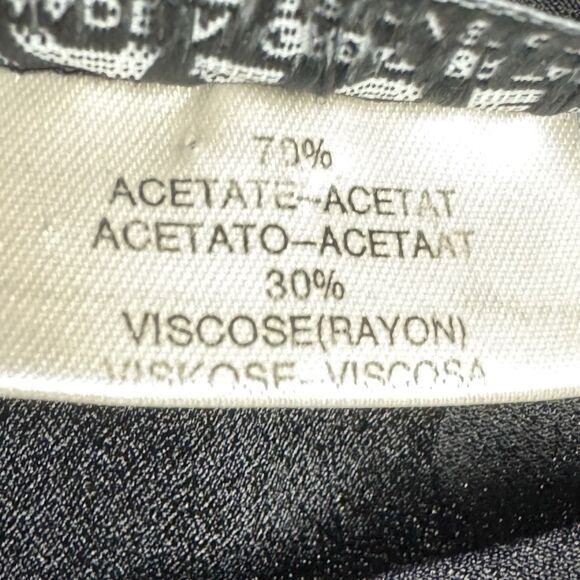 70%
ACETATE-ACETAT
ACETATO-ACETAAT
30%
VISCOSE(RAYON)
VISKOSE-VISCOSA